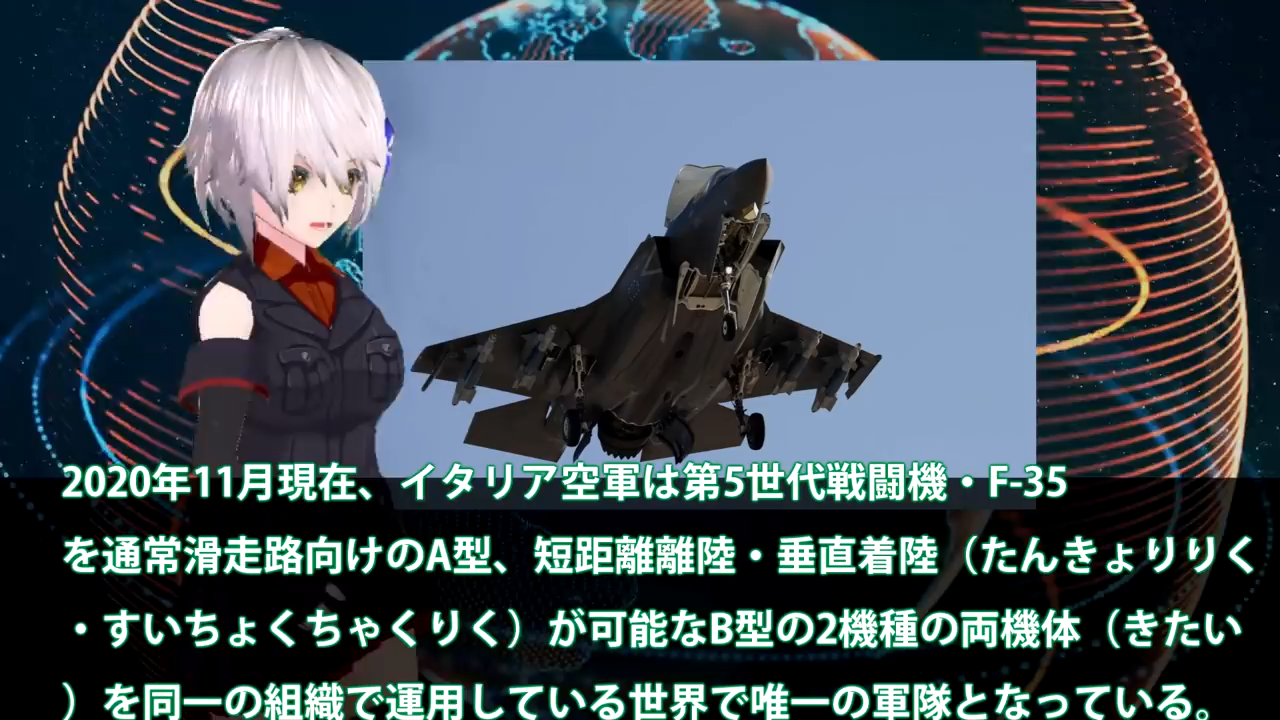 2020年11月現在、イタリア空軍は第5世代戦闘機・F-35
を通常滑走路向けのA型、短距離離陸・垂直着陸（たんきょりりく
・すいちょくちゃくりく）が可能なB型の2機種の両機体（きたい
）を同一の組織で運用している世界で唯一の軍隊となっている。